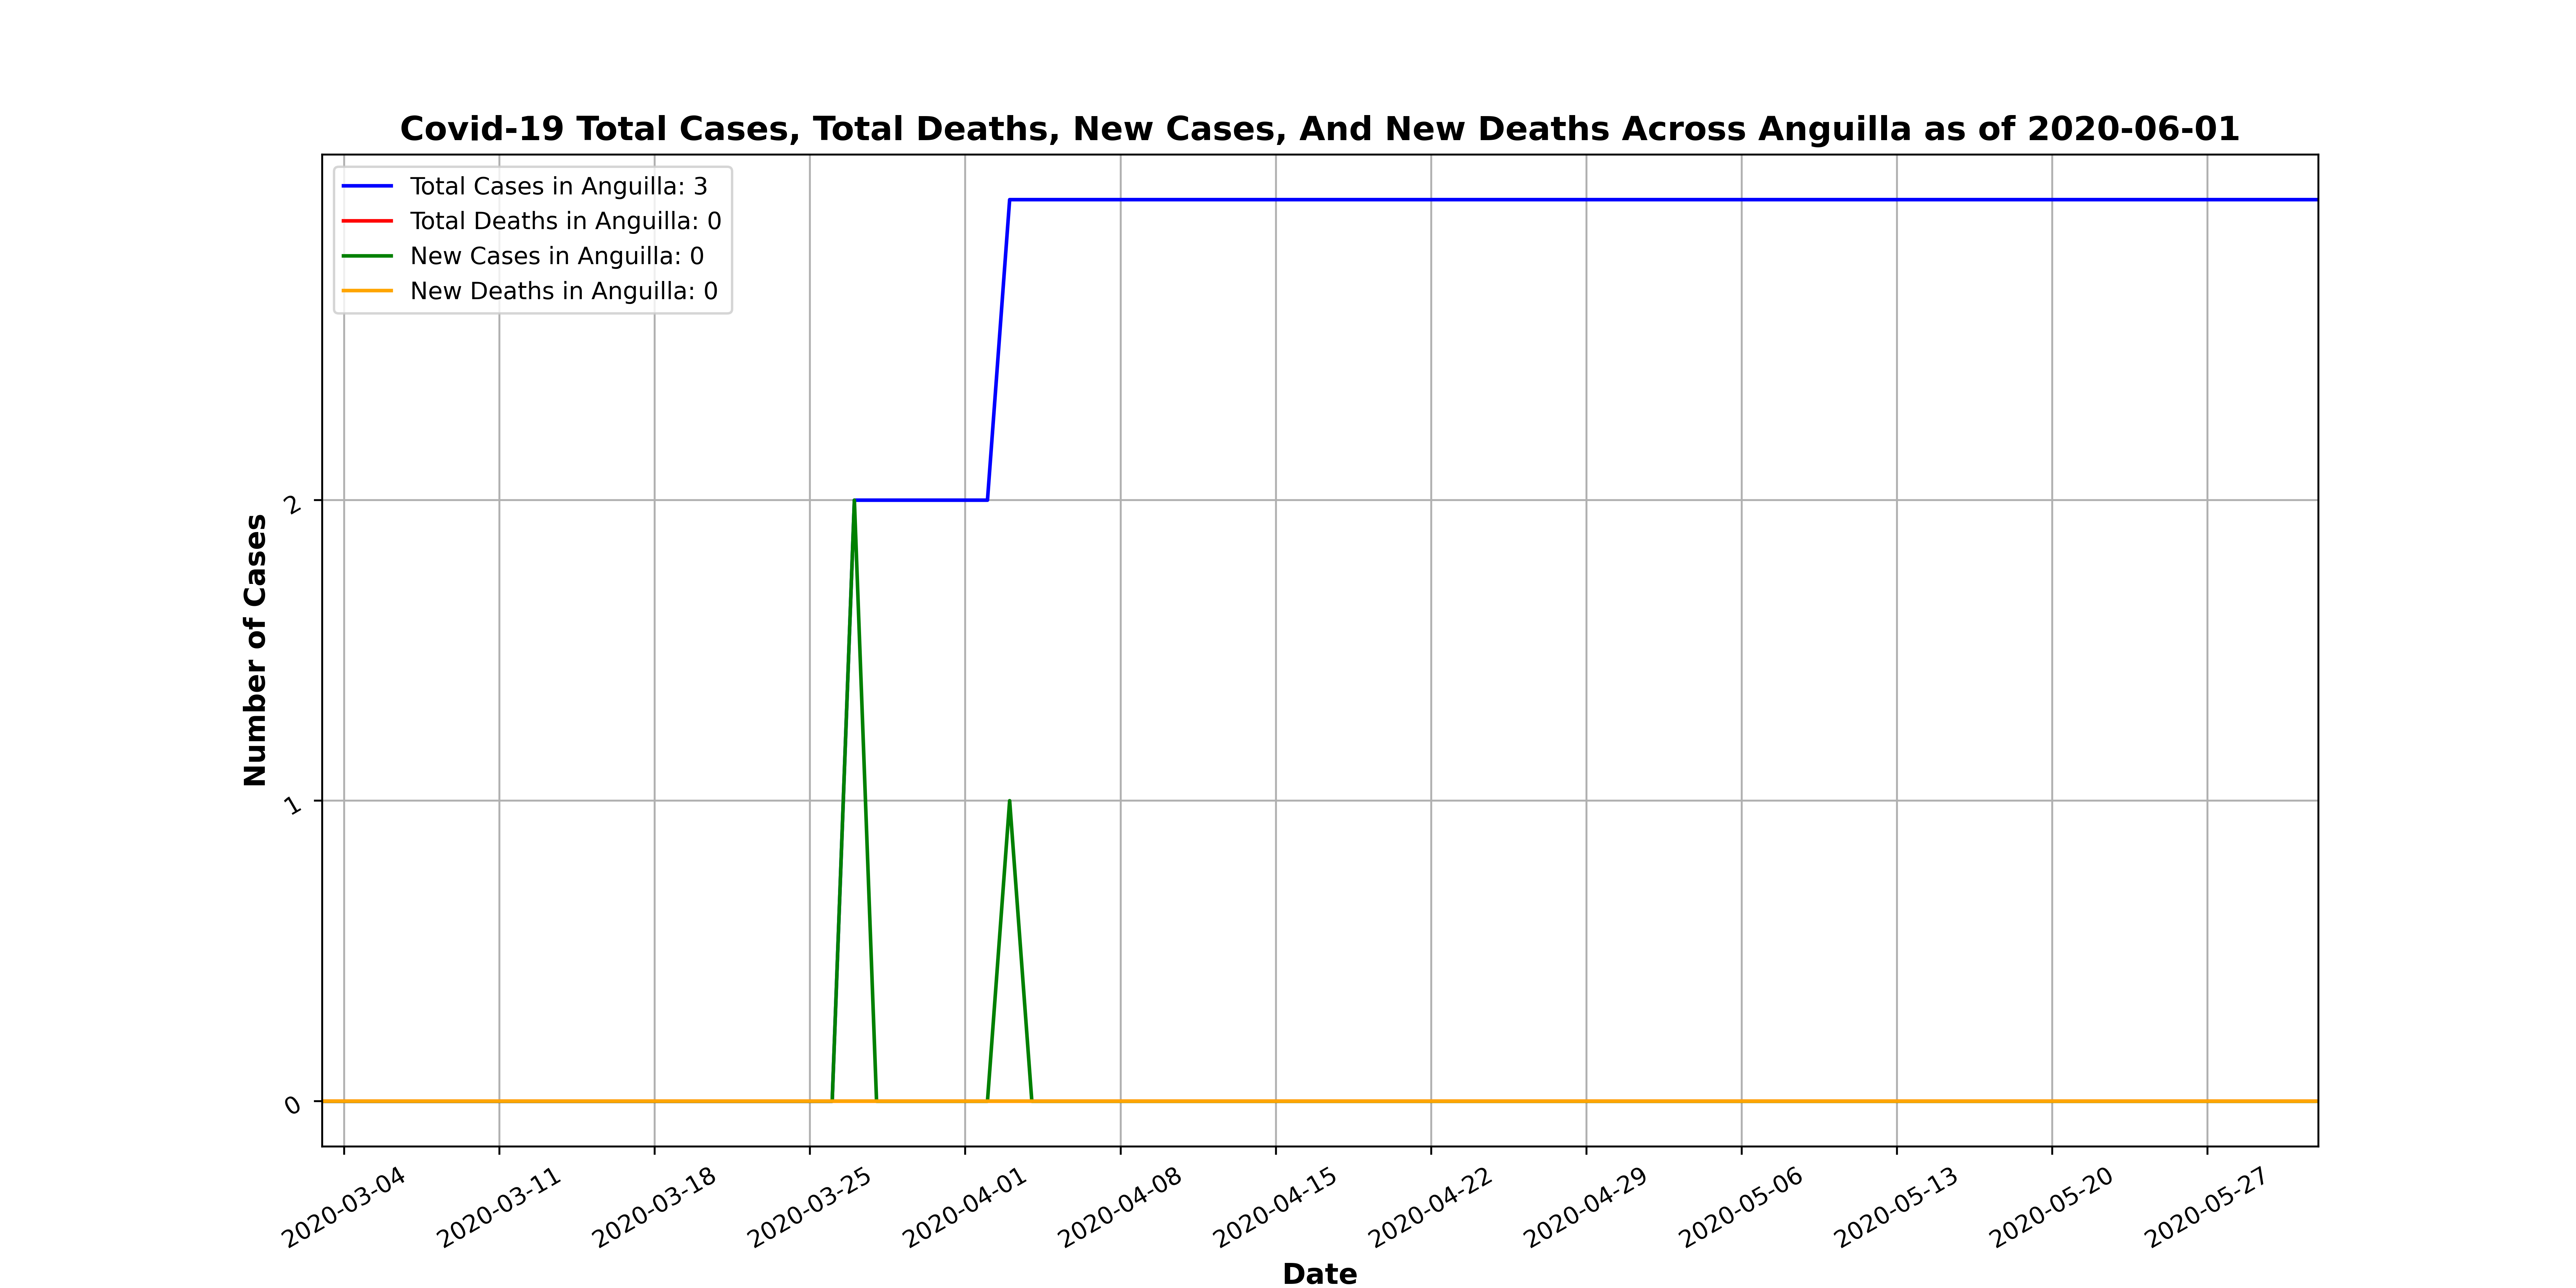 Covid-19 Total Cases, Total Deaths, New Cases, And New Deaths Across Anguilla as of 2020-06-01
Total Cases in Anguilla: 3
Total Deaths in Anguilla: 0
New Cases in Anguilla: 0
New Deaths in Anguilla: 0
Number of Cases
2
1
0
2020-03-04
2020-03-11
2020-03-18
2020-03-25
2020-04-01
2020-04-08
2020-04-15
2020-04-22
2020-04-29
2020-05-06
2020-05-13
2020-05-20
2020-05-27
Date